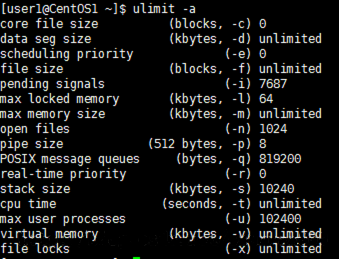 [user1@CentOS1 ~]$ ulimit -a
core file size          (blocks, -c) 0
data seg size           (kbytes, -d) unlimited
scheduling priority             (-e) 0
file size               (blocks, -f) unlimited
pending signals                 (-i) 7687
max locked memory       (kbytes, -l) 64
max memory size         (kbytes, -m) unlimited
open files                      (-n) 1024
pipe size            (512 bytes, -p) 8
POSIX message queues     (bytes, -q) 819200
real-time priority              (-r) 0
stack size              (kbytes, -s) 10240
cpu time               (seconds, -t) unlimited
max user processes              (-u) 102400
virtual memory          (kbytes, -v) unlimited
file locks                      (-x) unlimited